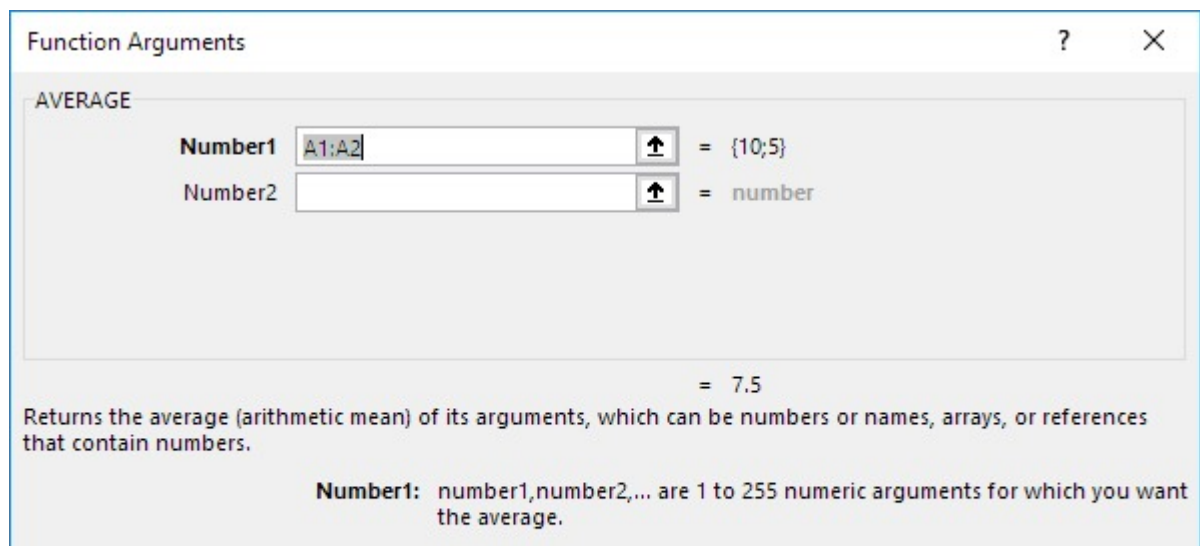 Function Arguments ?
AVERAGE
Number1 A1:A2 = {10;5}
Number2 = number
= 7.5
Returns the average (arithmetic mean) of its arguments, which can be numbers or names, arrays, or references
that contain numbers.
Number1: number1,number2,... are 1 to 255 numeric arguments for which you want
the average.